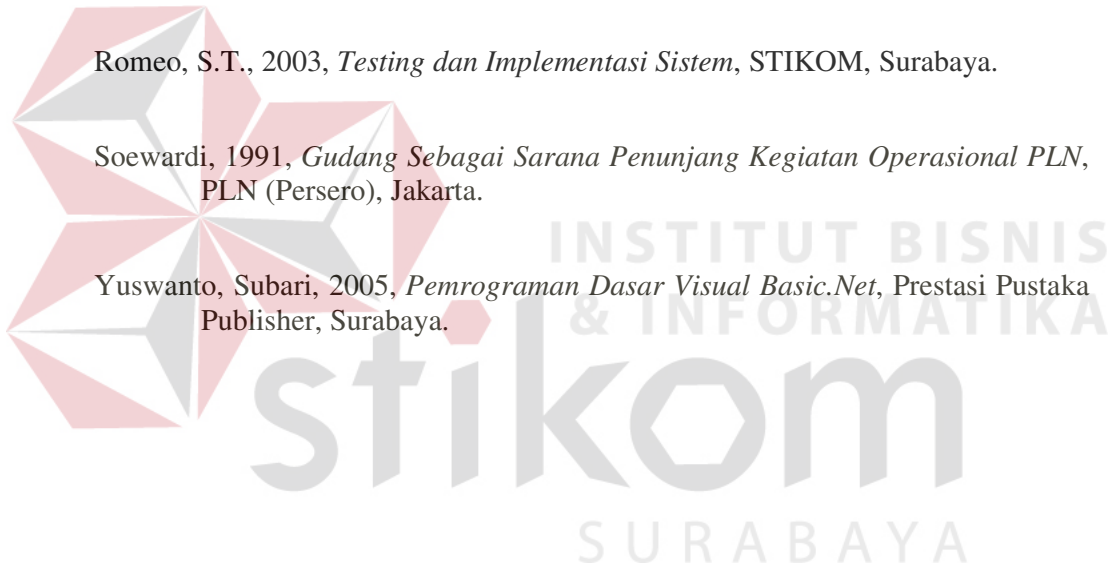 Romeo, S.T., 2003, Testing dan Implementasi Sistem, STIKOM, Surabaya.
Soewardi, 1991, Gudang Sebagai Sarana Penunjang Kegiatan Operasional PLN,
PLN (Persero), Jakarta.
INSTITUT BISNIS
Yuswanto, Subari, 2005, Pemrograman Dasar Visual Basic.Net, Prestasi Pustaka
Publisher, Surabaya.
& INFORMATIKA
stikom
SURABAYA